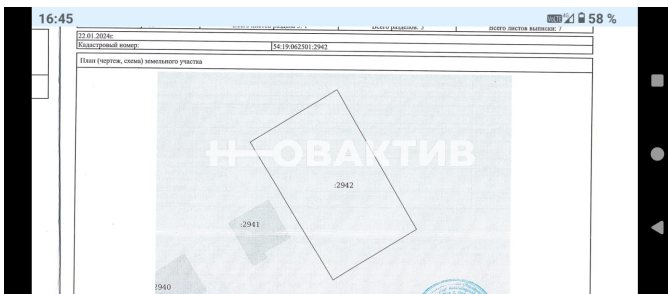 16:45
58 %
Всего разделов: 3
Всего листов выписки: 7
22.01.2024г.
Кадастровый номер:
54:19:062501:2942
План (чертеж, схема) земельного участка
НОВАКТИВ
:2942
:2941
2940